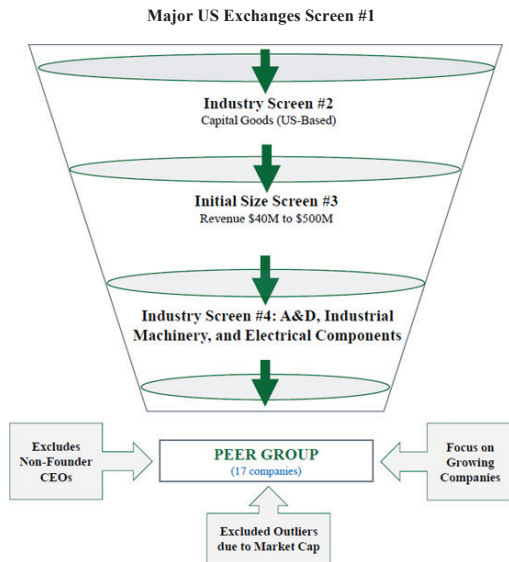 Major US Exchanges Screen #1
Industry Screen #2
Capital Goods (US-Based)
Initial Size Screen #3
Revenue $40M to $500M
Industry Screen #4: A&D, Industrial
Machinery, and Electrical Components
Excludes
Non-Founder
CEOs
PEER GROUP
(17 companies)
Focus on
Growing
Companies
Excluded Outliers
due to Market Cap